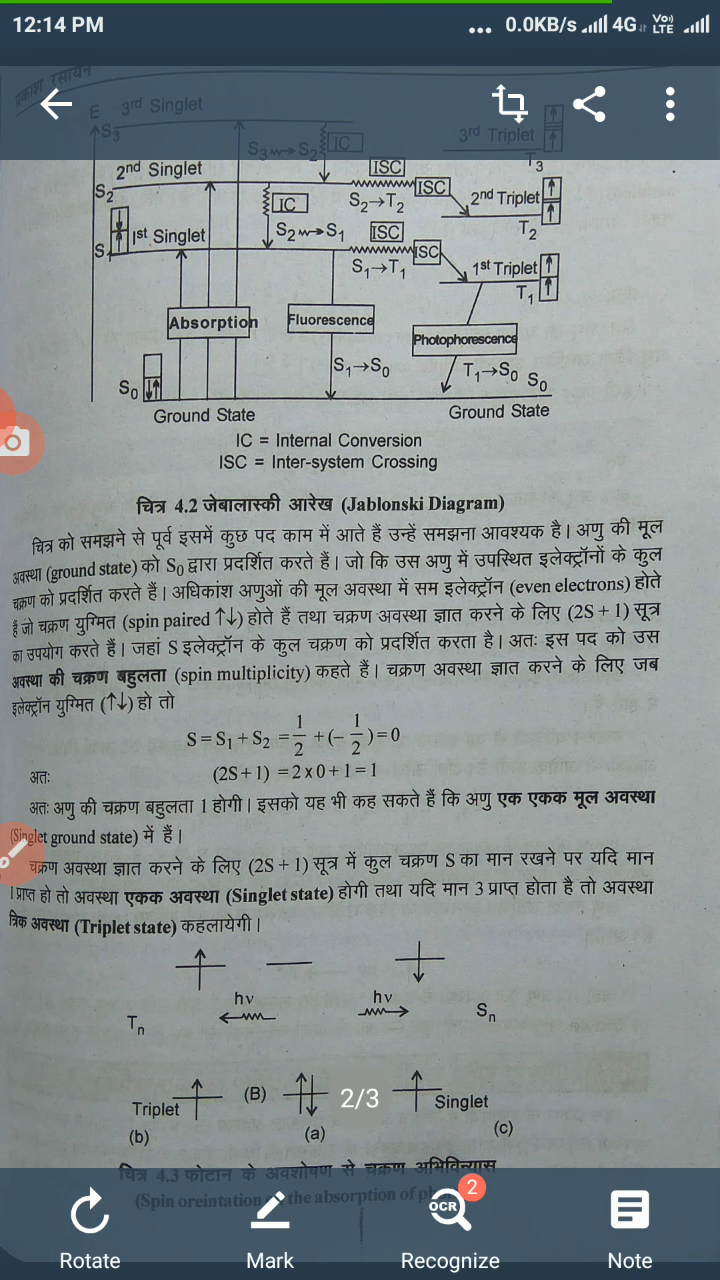 12:14 PM
... 0.0KB/s 4G Vo)) LTE
प्रकाश रसायन
E 3rd Singlet
S3
S3 → S2 IC
3rd Triplet
T3
2nd Singlet
S2
ISC
ISC
S2→T2
2nd Triplet
T2
IC
S2 → S1
1st Singlet
S
ISC
ISC
S1→T1
1st Triplet
T1
Absorption
Fluorescence
Photophorescence
S1→S0
T1→S0
S0
S0
Ground State
Ground State
IC = Internal Conversion
ISC = Inter-system Crossing
चित्र 4.2 जेबालास्की आरेख (Jablonski Diagram)
चित्र को समझने से पूर्व इसमें कुछ पद काम में आते हैं उन्हें समझना आवश्यक है। अणु की मूल
अवस्था (ground state) को S0 द्वारा प्रदर्शित करते हैं। जो कि उस अणु में उपस्थित इलेक्ट्रॉनों के कुल
चक्रण को प्रदर्शित करते हैं। अधिकांश अणुओं की मूल अवस्था में सम इलेक्ट्रॉन (even electrons) होते
हैं जो चक्रण युग्मित (spin paired ↑↓) होते हैं तथा चक्रण अवस्था ज्ञात करने के लिए (2S + 1) सूत्र
का उपयोग करते हैं। जहां S इलेक्ट्रॉन के कुल चक्रण को प्रदर्शित करता है। अतः इस पद को उस
अवस्था की चक्रण बहुलता (spin multiplicity) कहते हैं। चक्रण अवस्था ज्ञात करने के लिए जब
इलेक्ट्रॉन युग्मित (↑↓) हो तो
S = S1 + S2 = 1/2 + (− 1/2) = 0
अतः (2S + 1) = 2 x 0 + 1 = 1
अतः अणु की चक्रण बहुलता 1 होगी। इसको यह भी कह सकते हैं कि अणु एक एकक मूल अवस्था
(Singlet ground state) में हैं।
चक्रण अवस्था ज्ञात करने के लिए (2S + 1) सूत्र में कुल चक्रण S का मान रखने पर यदि मान
1 प्राप्त हो तो अवस्था एकक अवस्था (Singlet state) होगी तथा यदि मान 3 प्राप्त होता है तो अवस्था
त्रिक अवस्था (Triplet state) कहलायेगी।
hν
hν
Tn
Sn
Triplet
(B)
2/3
Singlet
(b)
(a)
(c)
चित्र 4.3 फोटान के अवशोषण से चक्रण अभिविन्यास
(Spin oreintation the absorption of
OCR
2
Rotate
Mark
Recognize
Note